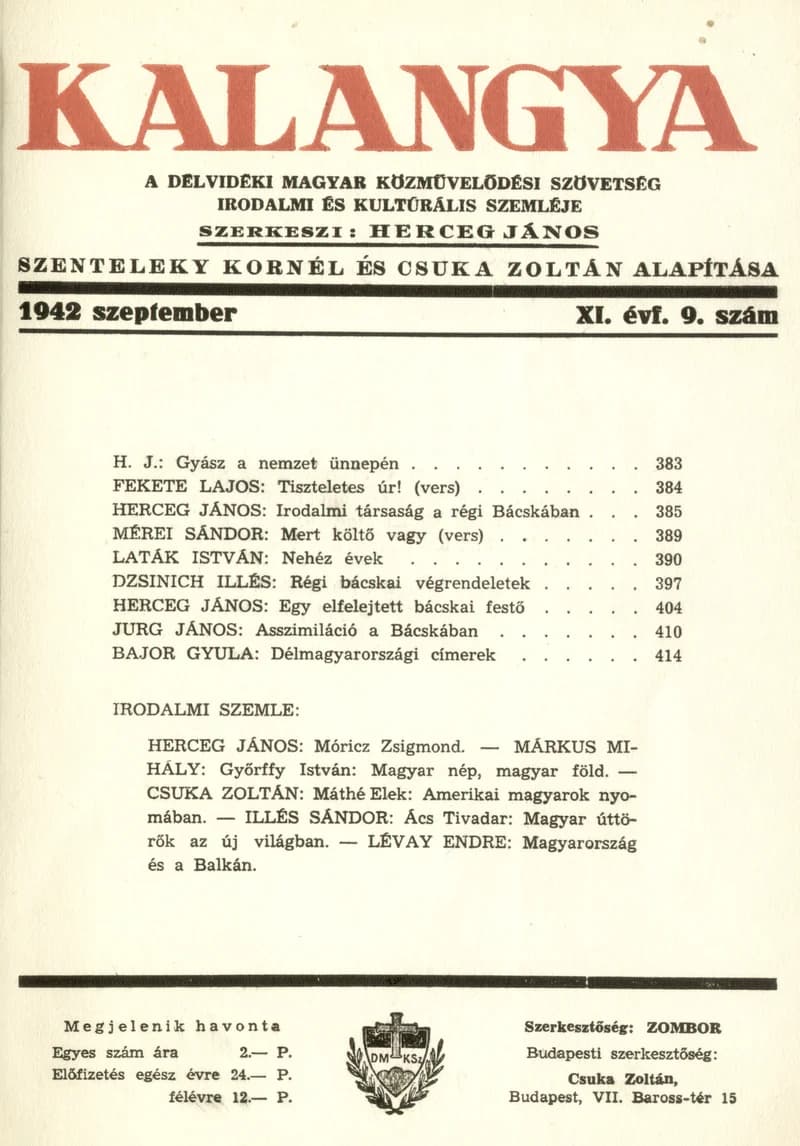 KALANGYA
A DÉLVIDÉKI MAGYAR KÖZMŰVELŐDÉSI SZÖVETSÉG
IRODALMI ÉS KULTÚRÁLIS SZEMLÉJE
SZERKESZI: HERCEG JÁNOS
SZENTELEKY KORNÉL ÉS CSUKA ZOLTÁN ALAPÍTÁSA
1942 szeptember XI. évf. 9. szám
H. J.: Gyász a nemzet ünnepén . . . . . . . . . . . 383
FEKETE LAJOS: Tiszteletes úr! (vers) . . . . . . . . 384
HERCEG JÁNOS: Irodalmi társaság a régi Bácskában . . . 385
MÉREI SÁNDOR: Mert költő vagy (vers) . . . . . . . 389
LATÁK ISTVÁN: Nehéz évek . . . . . . . . . . . 390
DZSINICH ILLÉS: Régi bácskai végrendeletek . . . . . 397
HERCEG JÁNOS: Egy elfelejtett bácskai festő . . . . . 404
JURG JÁNOS: Asszimiláció a Bácskában . . . . . . . 410
BAJOR GYULA: Délmagyarországi címerek . . . . . . 414
IRODALMI SZEMLE:
HERCEG JÁNOS: Móricz Zsigmond. — MÁRKUS MI-
HÁLY: Győrffy István: Magyar nép, magyar föld. —
CSUKA ZOLTÁN: Máthé Elek: Amerikai magyarok nyo-
mában. — ILLÉS SÁNDOR: Ács Tivadar: Magyar úttö-
rők az új világban. — LÉVAY ENDRE: Magyarország
és a Balkán.
Megjelenik havonta
Egyes szám ára 2.— P.
Előfizetés egész évre 24.— P.
félévre 12.— P.
DM KSz
Szerkesztőség: ZOMBOR
Budapesti szerkesztőség:
Csuka Zoltán,
Budapest, VII. Baross-tér 15